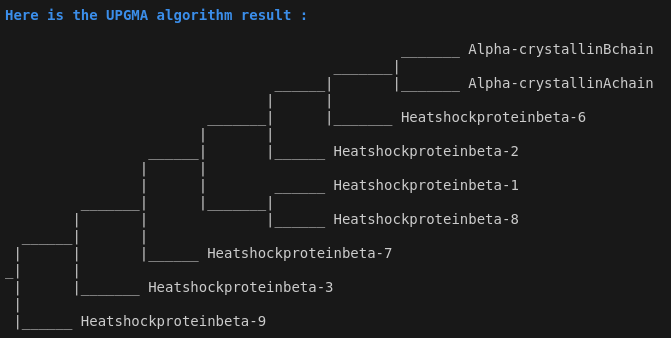 Here is the UPGMA algorithm result :
Alpha-crystallinBchain
Alpha-crystallinAchain
Heatshockproteinbeta-6
Heatshockproteinbeta-2
Heatshockproteinbeta-1
Heatshockproteinbeta-8
Heatshockproteinbeta-7
Heatshockproteinbeta-3
Heatshockproteinbeta-9